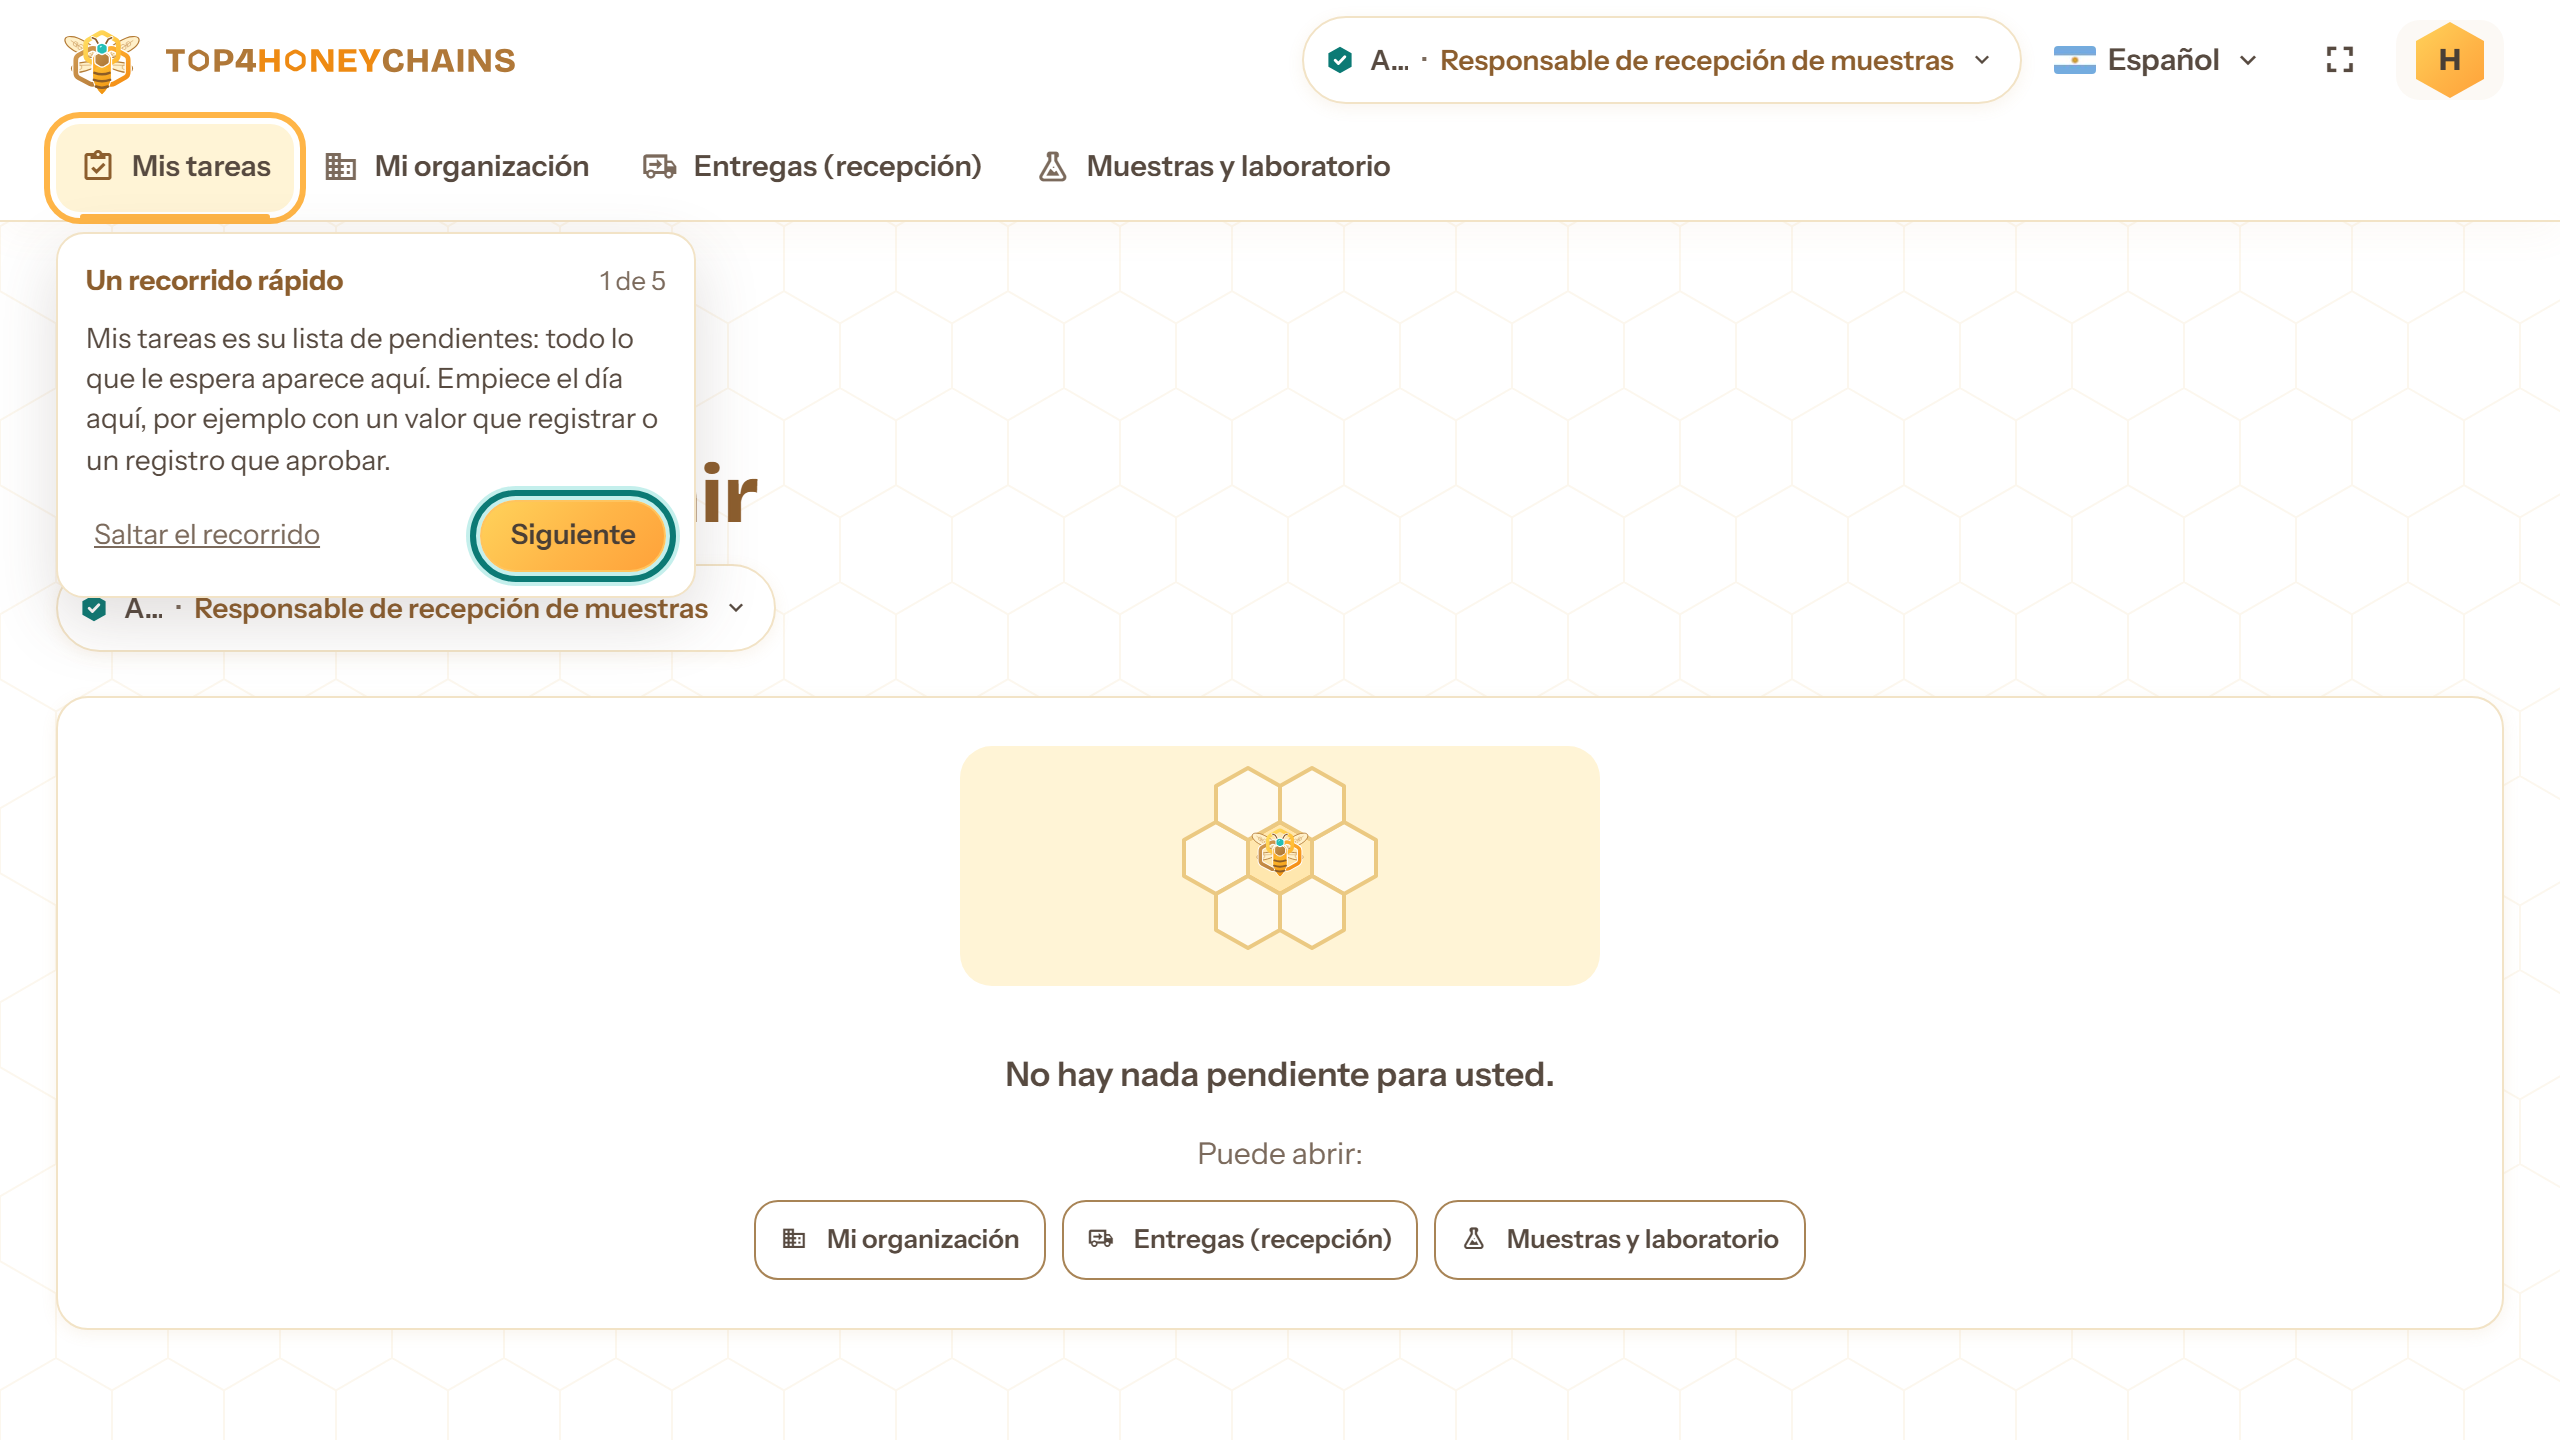 TOP4HONEYCHAINS
A... · Responsable de recepción de muestras
Español
H
Mis tareas
Mi organización
Entregas (recepción)
Muestras y laboratorio
Un recorrido rápido
1 de 5
Mis tareas es su lista de pendientes: todo lo
que le espera aparece aquí. Empiece el día
aquí, por ejemplo con un valor que registrar o
un registro que aprobar.
Saltar el recorrido
Siguiente
A... · Responsable de recepción de muestras
No hay nada pendiente para usted.
Puede abrir:
Mi organización
Entregas (recepción)
Muestras y laboratorio